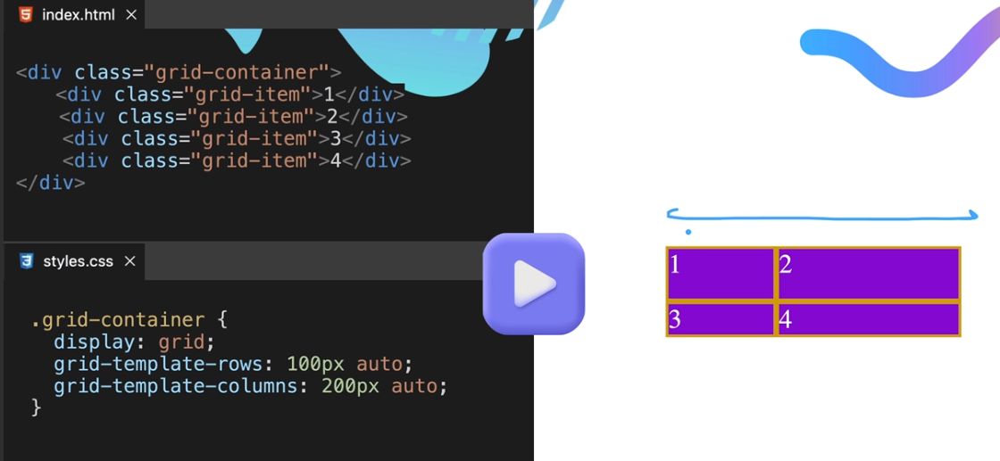 index.html ×
<div class="grid-container">
<div class="grid-item">1</div>
<div class="grid-item">2</div>
<div class="grid-item">3</div>
<div class="grid-item">4</div>
</div>
styles.css ×
.grid-container {
display: grid;
grid-template-rows: 100px auto;
grid-template-columns: 200px auto;
}
1 2
3 4